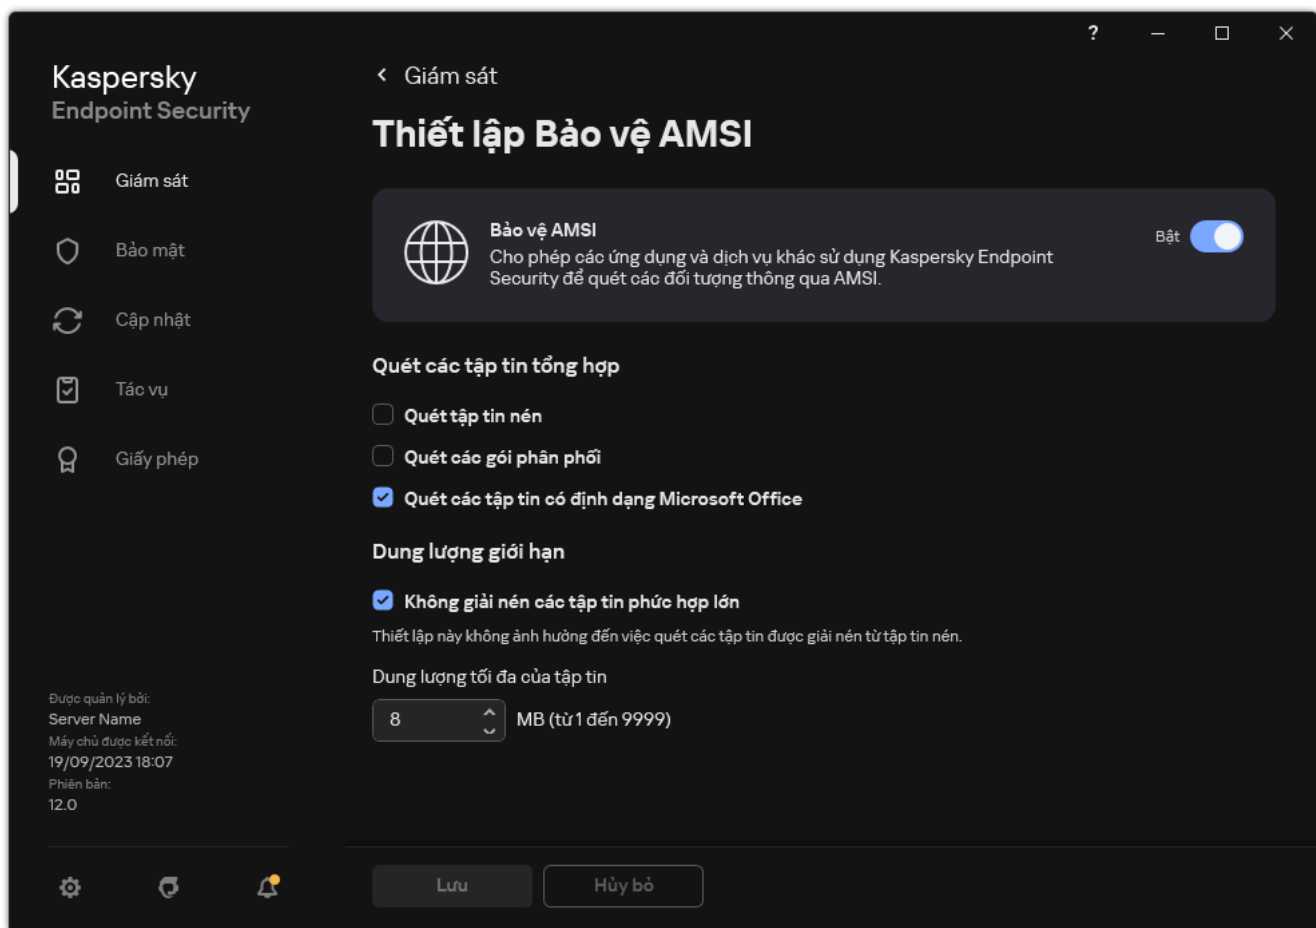 ?
Kaspersky
Endpoint Security
Giám sát
Bảo mật
Cập nhật
Tác vụ
Giấy phép
Được quản lý bởi:
Server Name
Máy chủ được kết nối:
19/09/2023 18:07
Phiên bản:
12.0
Giám sát
Thiết lập Bảo vệ AMSI
Bảo vệ AMSI
Cho phép các ứng dụng và dịch vụ khác sử dụng Kaspersky Endpoint
Security để quét các đối tượng thông qua AMSI.
Bật
Quét các tập tin tổng hợp
Quét tập tin nén
Quét các gói phân phối
Quét các tập tin có định dạng Microsoft Office
Dung lượng giới hạn
Không giải nén các tập tin phức hợp lớn
Thiết lập này không ảnh hưởng đến việc quét các tập tin được giải nén từ tập tin nén.
Dung lượng tối đa của tập tin
8 MB (từ 1 đến 9999)
Lưu
Hủy bỏ